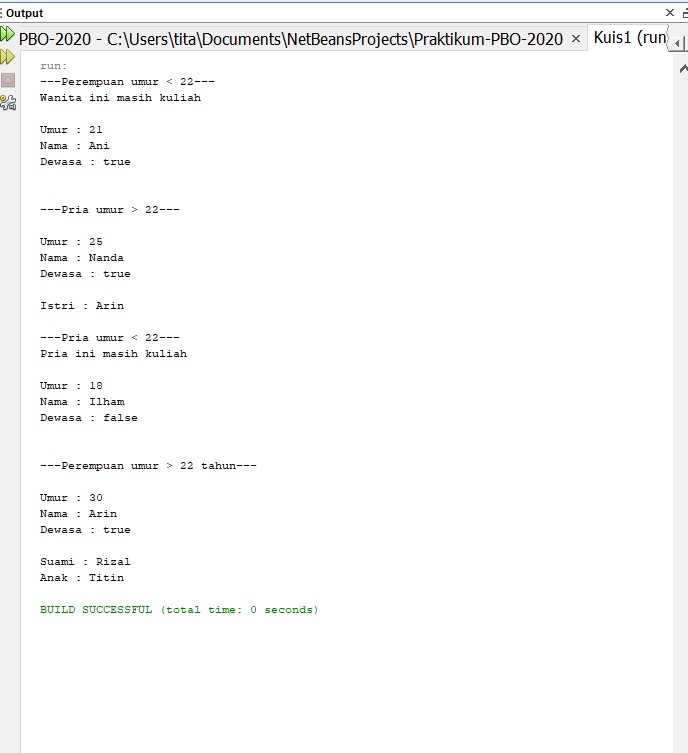 Output
PBO-2020 - C:\Users\tita\Documents\NetBeansProjects\Praktikum-PBO-2020 × Kuis1 (run
run:
---Perempuan umur < 22---
Wanita ini masih kuliah
Umur : 21
Nama : Ani
Dewasa : true
---Pria umur > 22---
Umur : 25
Nama : Nanda
Dewasa : true
Istri : Arin
---Pria umur < 22---
Pria ini masih kuliah
Umur : 18
Nama : Ilham
Dewasa : false
---Perempuan umur > 22 tahun---
Umur : 30
Nama : Arin
Dewasa : true
Suami : Rizal
Anak : Titin
BUILD SUCCESSFUL (total time: 0 seconds)